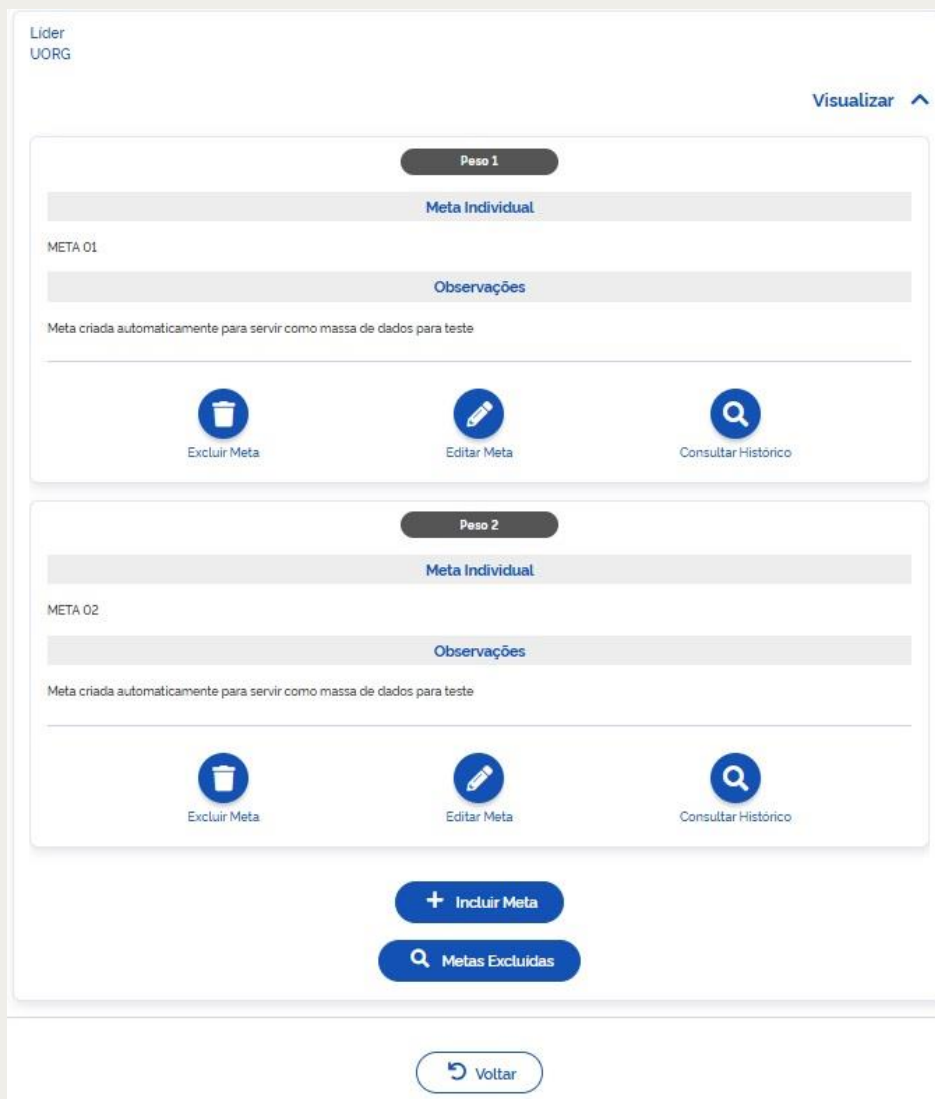 Líder
UORG
Visualizar
Peso 1
Meta Individual
META 01
Observações
Meta criada automaticamente para servir como massa de dados para teste
Excluir Meta
Editar Meta
Consultar Histórico
Peso 2
Meta Individual
META 02
Observações
Meta criada automaticamente para servir como massa de dados para teste
Excluir Meta
Editar Meta
Consultar Histórico
Incluir Meta
Metas Excluídas
Voltar